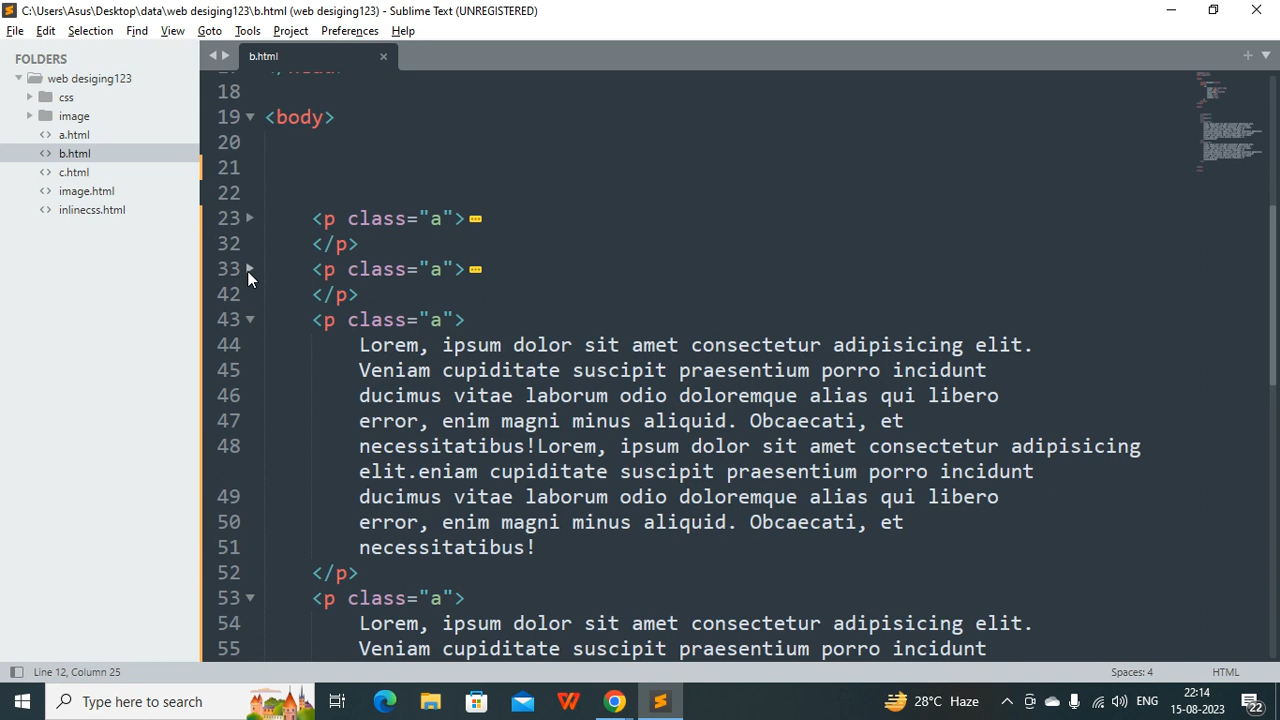 C:\Users\Asus\Desktop\data\web desiging123\b.html (web desiging123) - Sublime Text (UNREGISTERED)
File Edit Selection Find View Goto Tools Project Preferences Help
FOLDERS
web desiging123
css
image
a.html
b.html
c.html
image.html
inlinecss.html
b.html
18
19 <body>
20
21
22
23 <p class="a">
32 </p>
33 <p class="a">
42 </p>
43 <p class="a">
44 Lorem, ipsum dolor sit amet consectetur adipisicing elit.
45 Veniam cupiditate suscipit praesentium porro incidunt
46 ducimus vitae laborum odio doloremque alias qui libero
47 error, enim magni minus aliquid. Obcaecati, et
48 necessitatibus!Lorem, ipsum dolor sit amet consectetur adipisicing
elit.eniam cupiditate suscipit praesentium porro incidunt
49 ducimus vitae laborum odio doloremque alias qui libero
50 error, enim magni minus aliquid. Obcaecati, et
51 necessitatibus!
52 </p>
53 <p class="a">
54 Lorem, ipsum dolor sit amet consectetur adipisicing elit.
55 Veniam cupiditate suscipit praesentium porro incidunt
Line 12, Column 25
Spaces: 4
HTML
Type here to search
28°C Haze
ENG
22:14
15-08-2023
22